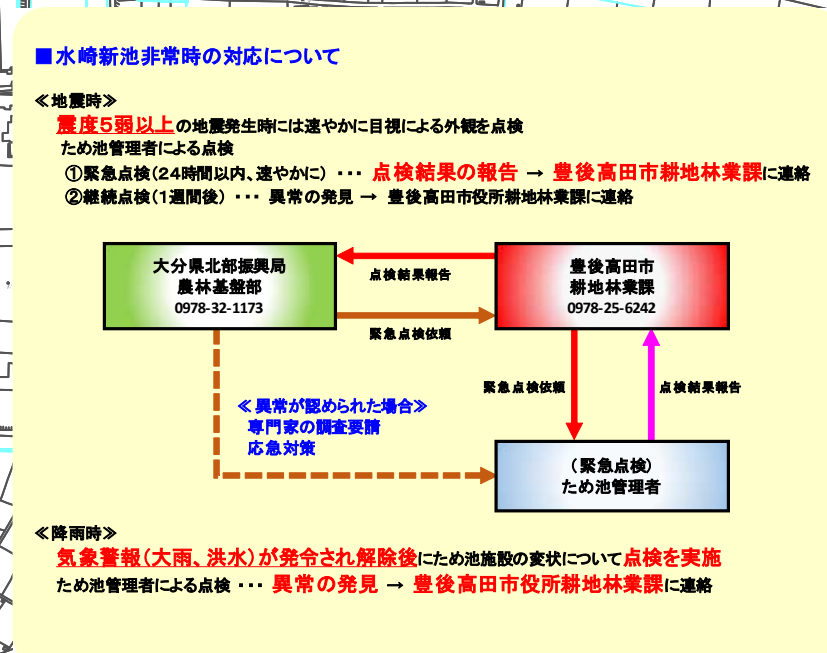 ■水崎新池非常時の対応について
≪地震時≫
震度5弱以上の地震発生時には速やかに目視による外観を点検
ため池管理者による点検
①緊急点検(24時間以内、速やかに) ・・・ 点検結果の報告 → 豊後高田市耕地林業課に連絡
②継続点検(1週間後) ・・・ 異常の発見 → 豊後高田市役所耕地林業課に連絡
大分県北部振興局
農林基盤部
0978-32-1173
点検結果報告
緊急点検依頼
豊後高田市
耕地林業課
0978-25-6242
緊急点検依頼
点検結果報告
≪異常が認められた場合≫
専門家の調査要請
応急対策
(緊急点検)
ため池管理者
≪降雨時≫
気象警報(大雨、洪水)が発令され解除後にため池施設の変状について点検を実施
ため池管理者による点検 ・・・ 異常の発見 → 豊後高田市役所耕地林業課に連絡